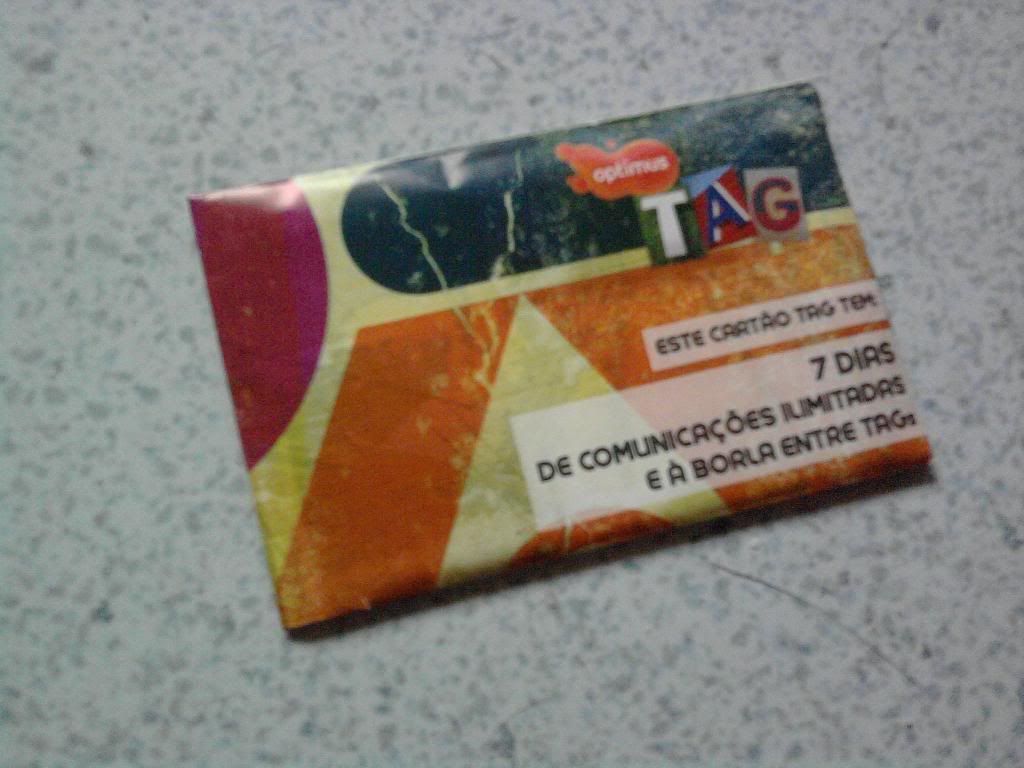 optimus
TAG
ESTE CARTÃO TAG TEM:
7 DIAS
DE COMUNICAÇÕES ILIMITADAS
E À BORLA ENTRE TAGs